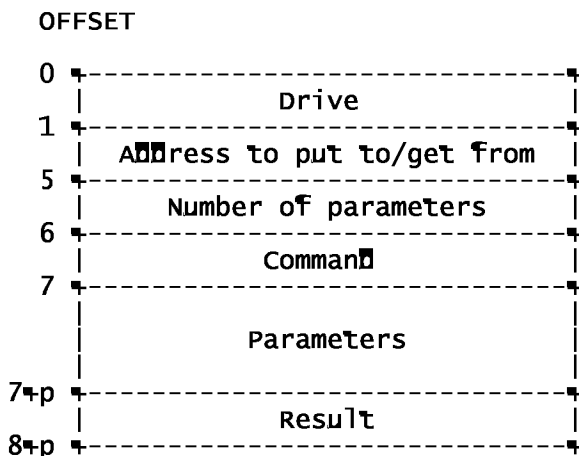 OFFSET
0
Drive
1
Address to put to/get from
5
Number of parameters
6
Command
7
Parameters
7+p
Result
8+p